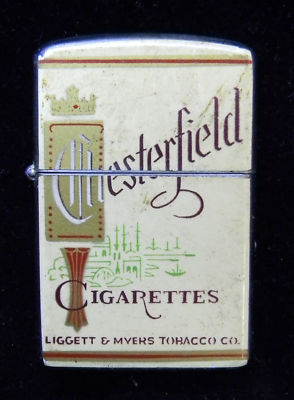 Chesterfield
CIGARETTES
LIGGETT & MYERS TOBACCO CO.